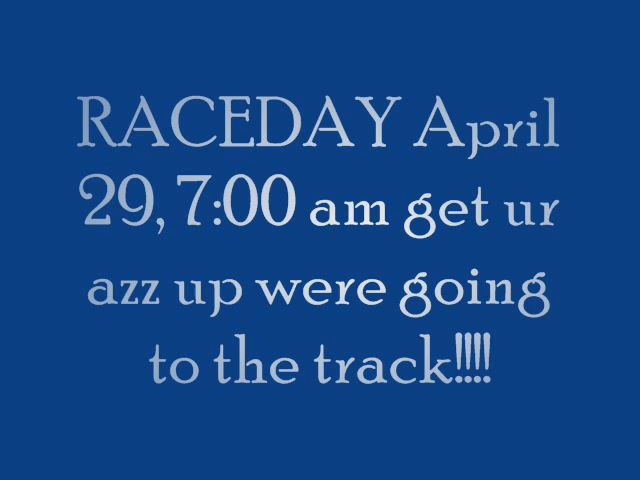 RACEDAY April
29, 7:00 am get ur
azz up were going
to the track!!!!